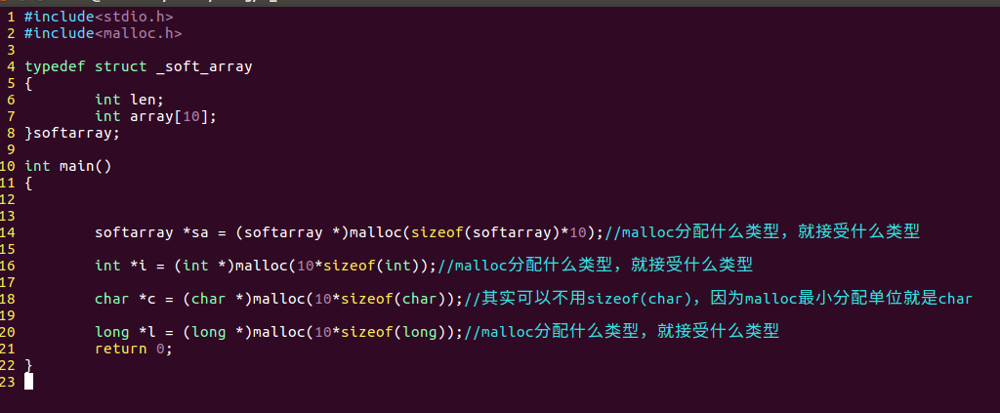 1 #include<stdio.h>
2 #include<malloc.h>
3
4 typedef struct _soft_array
5 {
6         int len;
7         int array[10];
8 }softarray;
9
10 int main()
11 {
12
13
14         softarray *sa = (softarray *)malloc(sizeof(softarray)*10);//malloc分配什么类型，就接受什么类型
15
16         int *i = (int *)malloc(10*sizeof(int));//malloc分配什么类型，就接受什么类型
17
18         char *c = (char *)malloc(10*sizeof(char));//其实可以不用sizeof(char)，因为malloc最小分配单位就是char
19
20         long *l = (long *)malloc(10*sizeof(long));//malloc分配什么类型，就接受什么类型
21         return 0;
22 }
23